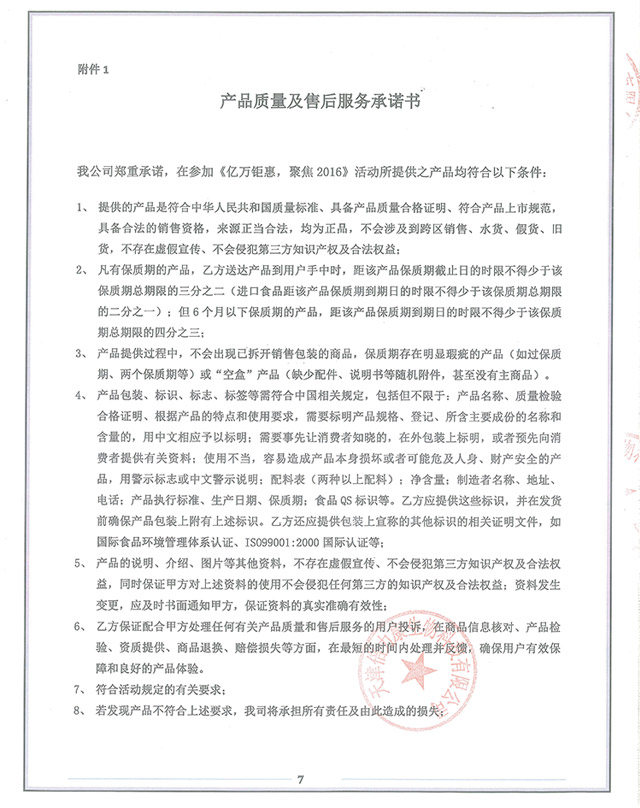 附件 1
产品质量及售后服务承诺书
我公司郑重承诺，在参加《亿万钜惠，聚焦 2016》活动所提供之产品均符合以下条件：
1、 提供的产品是符合中华人民共和国质量标准、具备产品质量合格证明、符合产品上市规范，
具备合法的销售资格，来源正当合法，均为正品，不会涉及到跨区销售、水货、假货、旧
货，不存在虚假宣传、不会侵犯第三方知识产权及合法权益；
2、 凡有保质期的产品，乙方送达产品到用户手中时，距该产品保质期截止日的时限不得少于该
保质期总期限的三分之二（进口食品距该产品保质期到期日的时限不得少于该保质期总期限
的二分之一）；但 6 个月以下保质期的产品，距该产品保质期到期日的时限不得少于该保质
期总期限的四分之三；
3、 产品提供过程中，不会出现已拆开销售包装的商品，保质期存在明显瑕疵的产品（如过保质
期、两个保质期等）或“空盒”产品（缺少配件、说明书等随机附件，甚至没有主商品）。
4、 产品包装、标识、标志、标签等需符合中国相关规定，包括但不限于：产品名称、质量检验
合格证明、根据产品的特点和使用要求，需要标明产品规格、登记、所含主要成份的名称和
含量的，用中文相应予以标明；需要事先让消费者知晓的，在外包装上标明，或者预先向消
费者提供有关资料；使用不当，容易造成产品本身损坏或者可能危及人身、财产安全的产
品，用警示标志或中文警示说明；配料表（两种以上配料）；净含量；制造者名称、地址、
电话；产品执行标准、生产日期、保质期；食品 QS 标识等。乙方应提供这些标识，并在发货
前确保产品包装上附有上述标识。乙方还应提供包装上宣称的其他标识的相关证明文件，如
国际食品环境管理体系认证、ISO99001:2000 国际认证等；
5、 产品的说明、介绍、图片等其他资料，不存在虚假宣传、不会侵犯第三方知识产权及合法权
益，同时保证甲方对上述资料的使用不会侵犯任何第三方的知识产权及合法权益；资料发生
变更，应及时书面通知甲方，保证资料的真实准确有效性；
6、 乙方保证配合甲方处理任何有关产品质量和售后服务的用户投诉，在商品信息核对、产品检
验、资质提供、商品退换、赔偿损失等方面，在最短的时间内处理并反馈，确保用户有效保
障和良好的产品体验。
7、 符合活动规定的有关要求；
8、 若发现产品不符合上述要求，我司将承担所有责任及由此造成的损失；
7